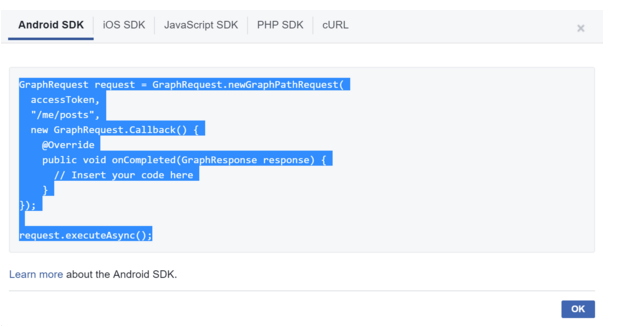 Android SDK iOS SDK JavaScript SDK PHP SDK cURL ×
GraphRequest request = GraphRequest.newGraphPathRequest(
  accessToken,
  "/me/posts",
  new GraphRequest.Callback() {
    @Override
    public void onCompleted(GraphResponse response) {
      // Insert your code here
    }
});
request.executeAsync();
Learn more about the Android SDK.
OK